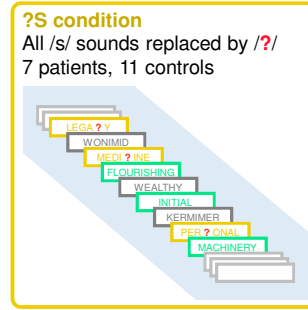 ?S condition
All /s/ sounds replaced by /?/
7 patients, 11 controls
LEGA ? Y
WONIMID
MEDI ? INE
FLOURISHING
WEALTHY
INITIAL
KERMIMER
PER ? ONAL
MACHINERY